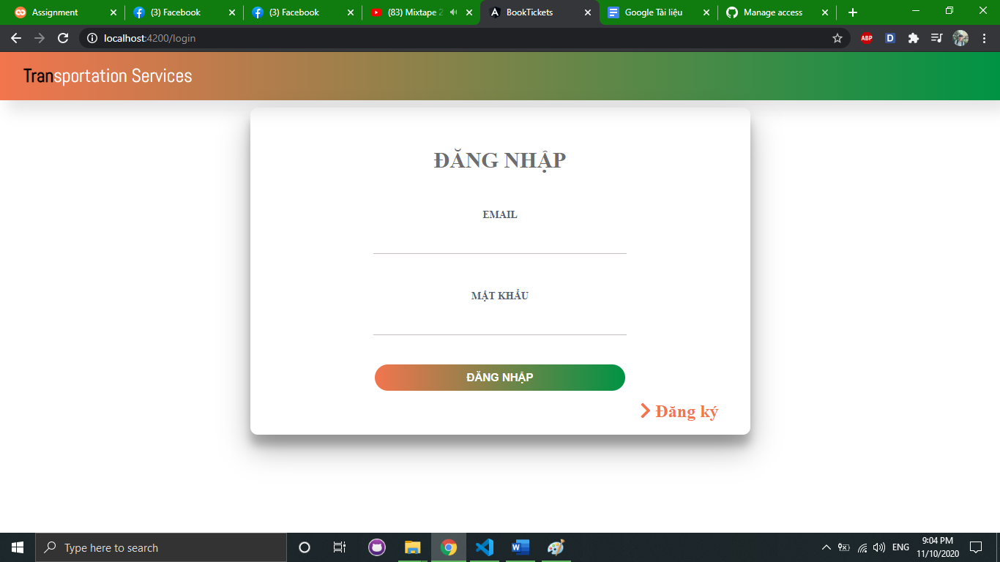 Assignment
(3) Facebook
(3) Facebook
(83) Mixtape 2
BookTickets
Google Tài liệu
Manage access
localhost:4200/login
ABP
D
Transportation Services
ĐĂNG NHẬP
EMAIL
MẬT KHẨU
ĐĂNG NHẬP
Đăng ký
Type here to search
ENG
9:04 PM
11/10/2020